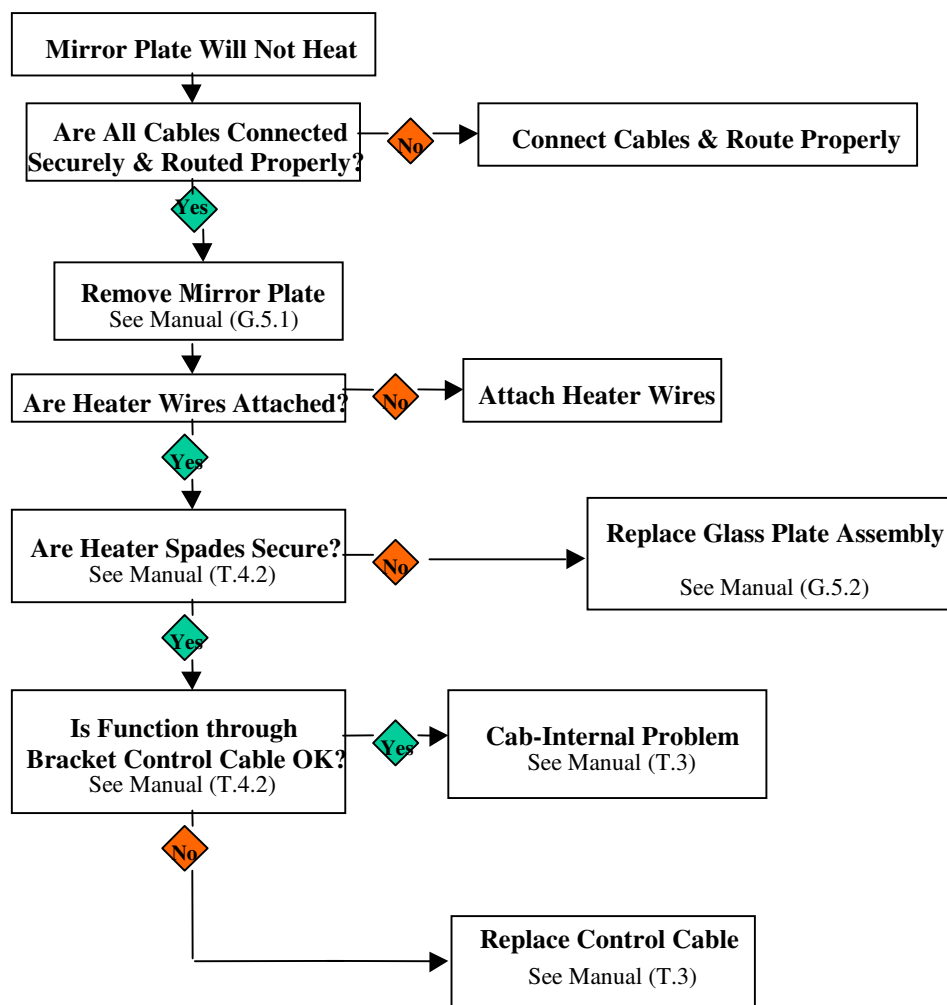 Mirror Plate Will Not Heat
Are All Cables Connected
Securely & Routed Properly?
No
Connect Cables & Route Properly
Yes
Remove Mirror Plate
See Manual (G.5.1)
Are Heater Wires Attached?
No
Attach Heater Wires
Yes
Are Heater Spades Secure?
See Manual (T.4.2)
No
Replace Glass Plate Assembly
See Manual (G.5.2)
Yes
Is Function through
Bracket Control Cable OK?
See Manual (T.4.2)
Yes
Cab-Internal Problem
See Manual (T.3)
No
Replace Control Cable
See Manual (T.3)